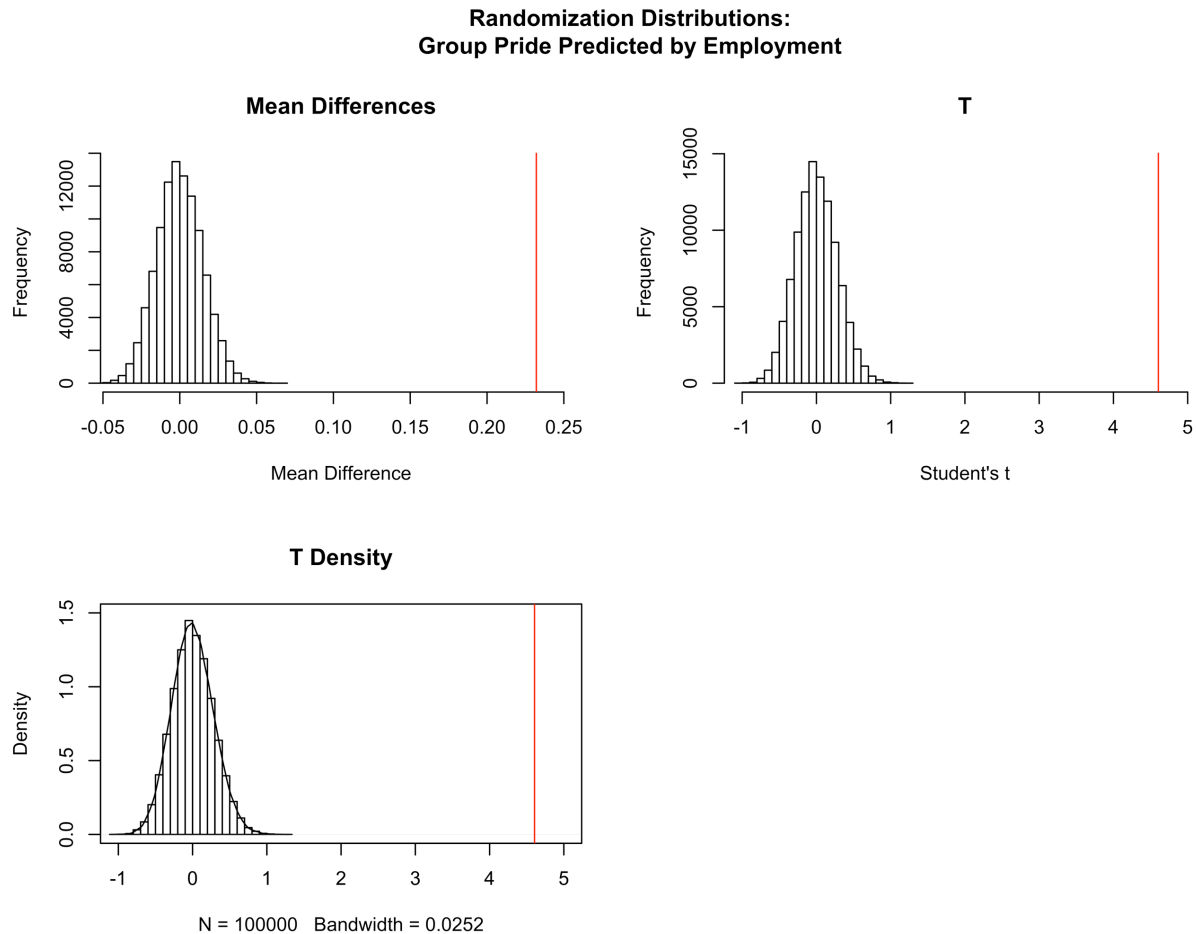 Randomization Distributions:
Group Pride Predicted by Employment
Mean Differences
Frequency
0
4000
8000
12000
-0.05 0.00 0.05 0.10 0.15 0.20 0.25
Mean Difference
T
Frequency
0
5000
10000
15000
-1 0 1 2 3 4 5
Student's t
T Density
Density
0.0
0.5
1.0
1.5
-1 0 1 2 3 4 5
N = 100000 Bandwidth = 0.0252